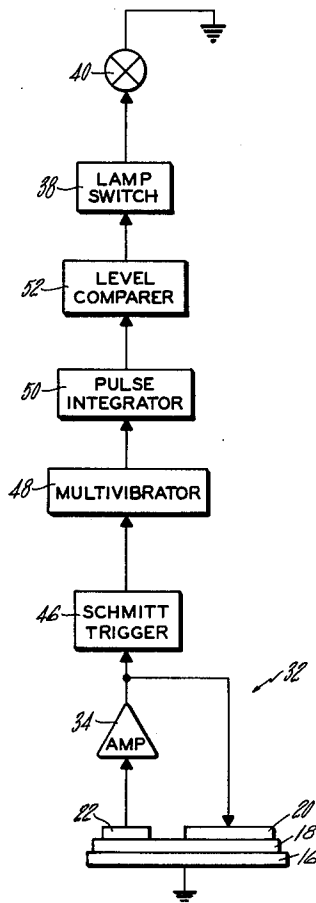 40
38
LAMP
SWITCH
52
LEVEL
COMPARER
50
PULSE
INTEGRATOR
48
MULTIVIBRATOR
46
SCHMITT
TRIGGER
32
34
AMP
22
20
18
16